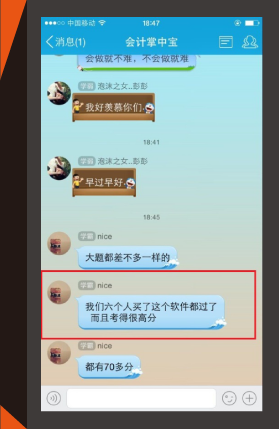 中国移动 18:47
消息(1) 会计掌中宝
会做就不难，不会做就难
学霸 泡沫之女..彭彭
我好羡慕你们
18:41
学霸 泡沫之女..彭彭
早过早好
18:45
学霸 nice
大题都差不多一样的
学霸 nice
我们六个人买了这个软件都过了
而且考得很高分
学霸 nice
都有70多分